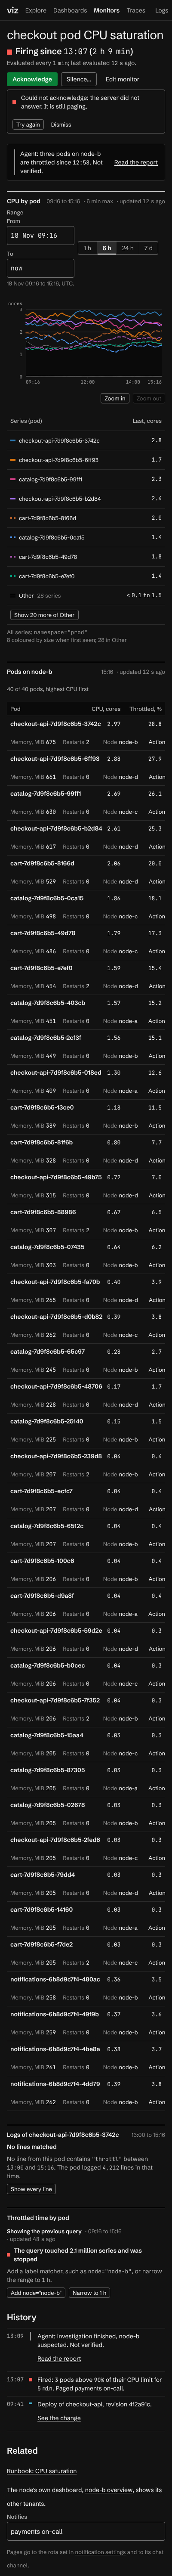 viz Explore Dashboards Monitors Traces Logs
checkout pod CPU saturation
Firing since 13:07 (2 h 9 min)
Evaluated every 1 min; last evaluated 12 s ago.
Acknowledge Silence… Edit monitor
Could not acknowledge: the server did not
answer. It is still paging.
Try again Dismiss
Agent: three pods on node-b
are throttled since 12:58. Not
verified.
Read the report
CPU by pod 09:16 to 15:16 · 6 min max · updated 12 s ago
Range
From
18 Nov 09:16
1 h 6 h 24 h 7 d
To
now
18 Nov 09:16 to 15:16, UTC.
cores
3
2
1
0
09:16 12:00 14:00 15:16
Zoom in Zoom out
Series (pod) Last, cores
checkout-api-7d9f8c6b5-3742c 2.8
checkout-api-7d9f8c6b5-6ff93 1.7
catalog-7d9f8c6b5-99ff1 2.3
checkout-api-7d9f8c6b5-b2d84 2.4
cart-7d9f8c6b5-8166d 2.0
catalog-7d9f8c6b5-0ca15 1.4
cart-7d9f8c6b5-49d78 1.8
cart-7d9f8c6b5-e7ef0 1.4
Other 28 series < 0.1 to 1.5
Show 20 more of Other
All series: namespace="prod"
8 coloured by size when first seen; 28 in Other
Pods on node-b 15:16 · updated 12 s ago
40 of 40 pods, highest CPU first
Pod CPU, cores Throttled, %
checkout-api-7d9f8c6b5-3742c 2.97 28.8
Memory, MiB 675 Restarts 2 Node node-b Action
checkout-api-7d9f8c6b5-6ff93 2.88 27.9
Memory, MiB 661 Restarts 0 Node node-d Action
catalog-7d9f8c6b5-99ff1 2.69 26.1
Memory, MiB 630 Restarts 0 Node node-c Action
checkout-api-7d9f8c6b5-b2d84 2.61 25.3
Memory, MiB 617 Restarts 0 Node node-d Action
cart-7d9f8c6b5-8166d 2.06 20.0
Memory, MiB 529 Restarts 0 Node node-d Action
catalog-7d9f8c6b5-0ca15 1.86 18.1
Memory, MiB 498 Restarts 0 Node node-c Action
cart-7d9f8c6b5-49d78 1.79 17.3
Memory, MiB 486 Restarts 0 Node node-c Action
cart-7d9f8c6b5-e7ef0 1.59 15.4
Memory, MiB 454 Restarts 2 Node node-d Action
catalog-7d9f8c6b5-403cb 1.57 15.2
Memory, MiB 451 Restarts 0 Node node-a Action
catalog-7d9f8c6b5-2cf3f 1.56 15.1
Memory, MiB 449 Restarts 0 Node node-b Action
checkout-api-7d9f8c6b5-018ed 1.30 12.6
Memory, MiB 409 Restarts 0 Node node-a Action
cart-7d9f8c6b5-13ce0 1.18 11.5
Memory, MiB 389 Restarts 0 Node node-b Action
cart-7d9f8c6b5-81f6b 0.80 7.7
Memory, MiB 328 Restarts 0 Node node-d Action
checkout-api-7d9f8c6b5-49b75 0.72 7.0
Memory, MiB 315 Restarts 0 Node node-d Action
cart-7d9f8c6b5-88986 0.67 6.5
Memory, MiB 307 Restarts 2 Node node-b Action
catalog-7d9f8c6b5-07435 0.64 6.2
Memory, MiB 303 Restarts 0 Node node-b Action
checkout-api-7d9f8c6b5-fa70b 0.40 3.9
Memory, MiB 265 Restarts 0 Node node-d Action
checkout-api-7d9f8c6b5-d0b82 0.39 3.8
Memory, MiB 262 Restarts 0 Node node-c Action
catalog-7d9f8c6b5-65c97 0.28 2.7
Memory, MiB 245 Restarts 0 Node node-b Action
checkout-api-7d9f8c6b5-48706 0.17 1.7
Memory, MiB 228 Restarts 0 Node node-d Action
catalog-7d9f8c6b5-25140 0.15 1.5
Memory, MiB 225 Restarts 0 Node node-b Action
checkout-api-7d9f8c6b5-239d8 0.04 0.4
Memory, MiB 207 Restarts 2 Node node-b Action
cart-7d9f8c6b5-ecfc7 0.04 0.4
Memory, MiB 207 Restarts 0 Node node-d Action
catalog-7d9f8c6b5-65f2c 0.04 0.4
Memory, MiB 207 Restarts 0 Node node-b Action
cart-7d9f8c6b5-100c6 0.04 0.4
Memory, MiB 206 Restarts 0 Node node-b Action
cart-7d9f8c6b5-d9a8f 0.04 0.4
Memory, MiB 206 Restarts 0 Node node-a Action
checkout-api-7d9f8c6b5-59d2e 0.04 0.3
Memory, MiB 206 Restarts 0 Node node-d Action
catalog-7d9f8c6b5-b0cec 0.04 0.3
Memory, MiB 206 Restarts 0 Node node-c Action
checkout-api-7d9f8c6b5-7f352 0.04 0.3
Memory, MiB 206 Restarts 2 Node node-b Action
catalog-7d9f8c6b5-15aa4 0.03 0.3
Memory, MiB 205 Restarts 0 Node node-c Action
catalog-7d9f8c6b5-87305 0.03 0.3
Memory, MiB 205 Restarts 0 Node node-a Action
catalog-7d9f8c6b5-02678 0.03 0.3
Memory, MiB 205 Restarts 0 Node node-b Action
checkout-api-7d9f8c6b5-2fed6 0.03 0.3
Memory, MiB 205 Restarts 0 Node node-c Action
cart-7d9f8c6b5-79dd4 0.03 0.3
Memory, MiB 205 Restarts 0 Node node-d Action
cart-7d9f8c6b5-14160 0.03 0.3
Memory, MiB 205 Restarts 0 Node node-a Action
cart-7d9f8c6b5-f7de2 0.03 0.3
Memory, MiB 205 Restarts 2 Node node-c Action
notifications-6b8d9c7f4-480ac 0.36 3.5
Memory, MiB 258 Restarts 0 Node node-b Action
notifications-6b8d9c7f4-49f9b 0.37 3.6
Memory, MiB 259 Restarts 0 Node node-b Action
notifications-6b8d9c7f4-4be8a 0.38 3.7
Memory, MiB 261 Restarts 0 Node node-b Action
notifications-6b8d9c7f4-4dd79 0.39 3.8
Memory, MiB 262 Restarts 0 Node node-b Action
Logs of checkout-api-7d9f8c6b5-3742c 13:00 to 15:16
No lines matched
No line from this pod contains "throttl" between
13:00 and 15:16. The pod logged 4,212 lines in that
time.
Show every line
Throttled time by pod
Showing the previous query · 09:16 to 15:16
· updated 48 s ago
The query touched 2.1 million series and was
stopped
Add a label matcher, such as node="node-b", or narrow
the range to 1 h.
Add node="node-b" Narrow to 1 h
History
13:09 Agent: investigation finished, node-b
suspected. Not verified.
Read the report
13:07 Fired: 3 pods above 90% of their CPU limit for
5 min. Paged payments on-call.
09:41 Deploy of checkout-api, revision 4f2a91c.
See the change
Related
Runbook: CPU saturation
The node's own dashboard, node-b overview, shows its
other tenants.
Notifies
payments on-call
Pages go to the rota set in notification settings and to its chat
channel.